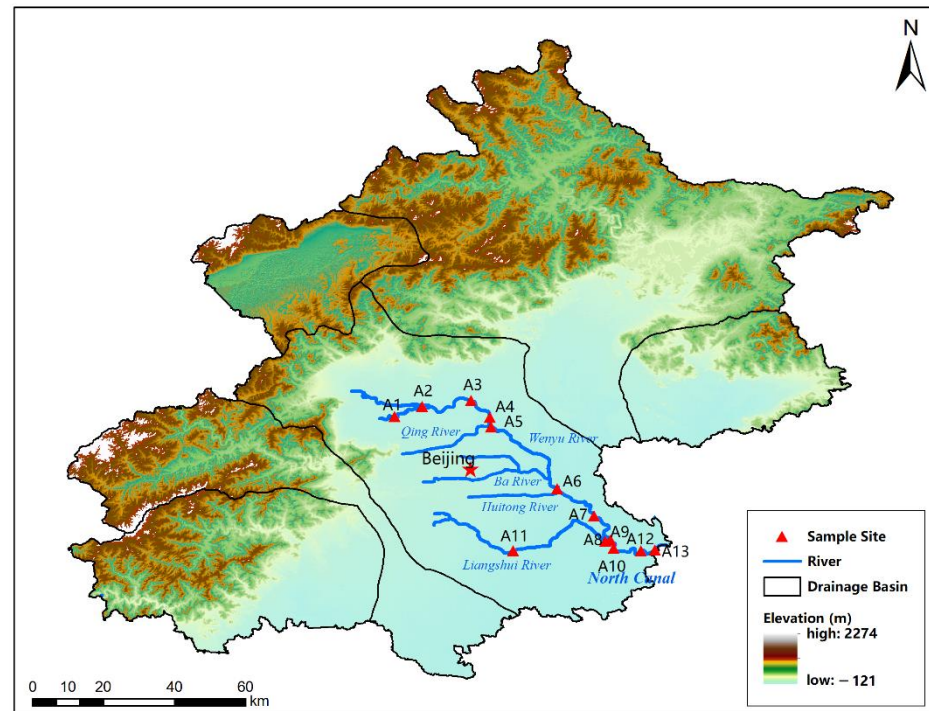 N
A1
A2
A3
A4
A5
Qing River
Wenyu River
Beijing
Ba River
A6
Huitong River
A7
A8
A9
A10
A11
A12
A13
Liangshui River
North Canal
Sample Site
River
Drainage Basin
Elevation (m)
high: 2274
low: – 121
0 10 20 40 60
km